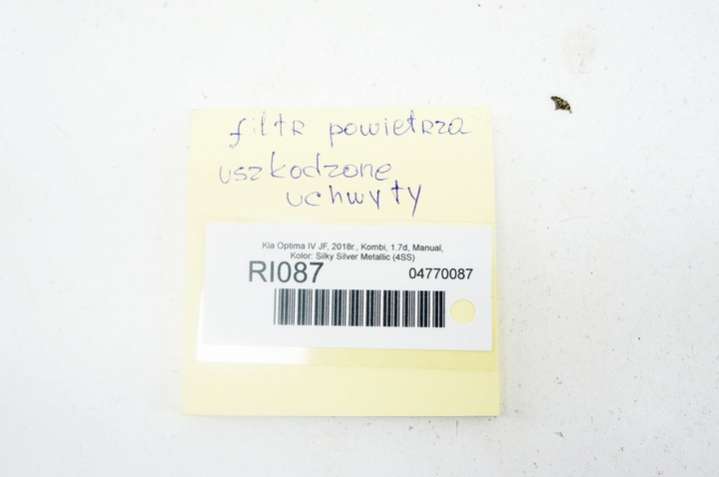 filtr powietrza
uszkodzone
uchwyty
Kia Optima IV JF, 2018r., Kombi, 1.7d, Manual,
Kolor: Silky Silver Metallic (4SS)
RI087 04770087